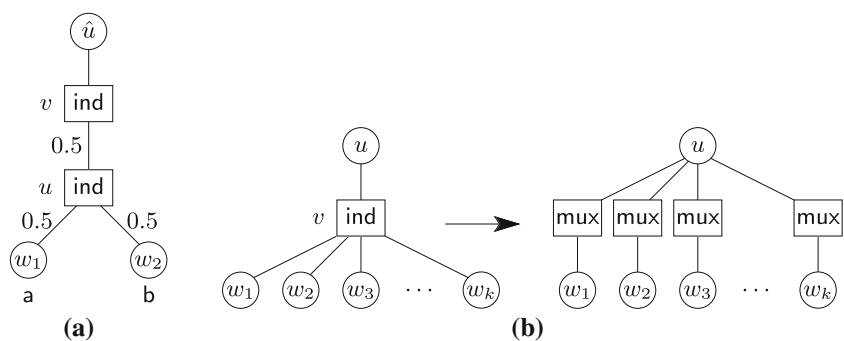 û
v ind
0.5
u ind
0.5 0.5
w₁ w₂
a b
(a)
u
v ind
w₁ w₂ w₃ ⋯ wₖ
u
mux mux mux mux
w₁ w₂ w₃ ⋯ wₖ
(b)